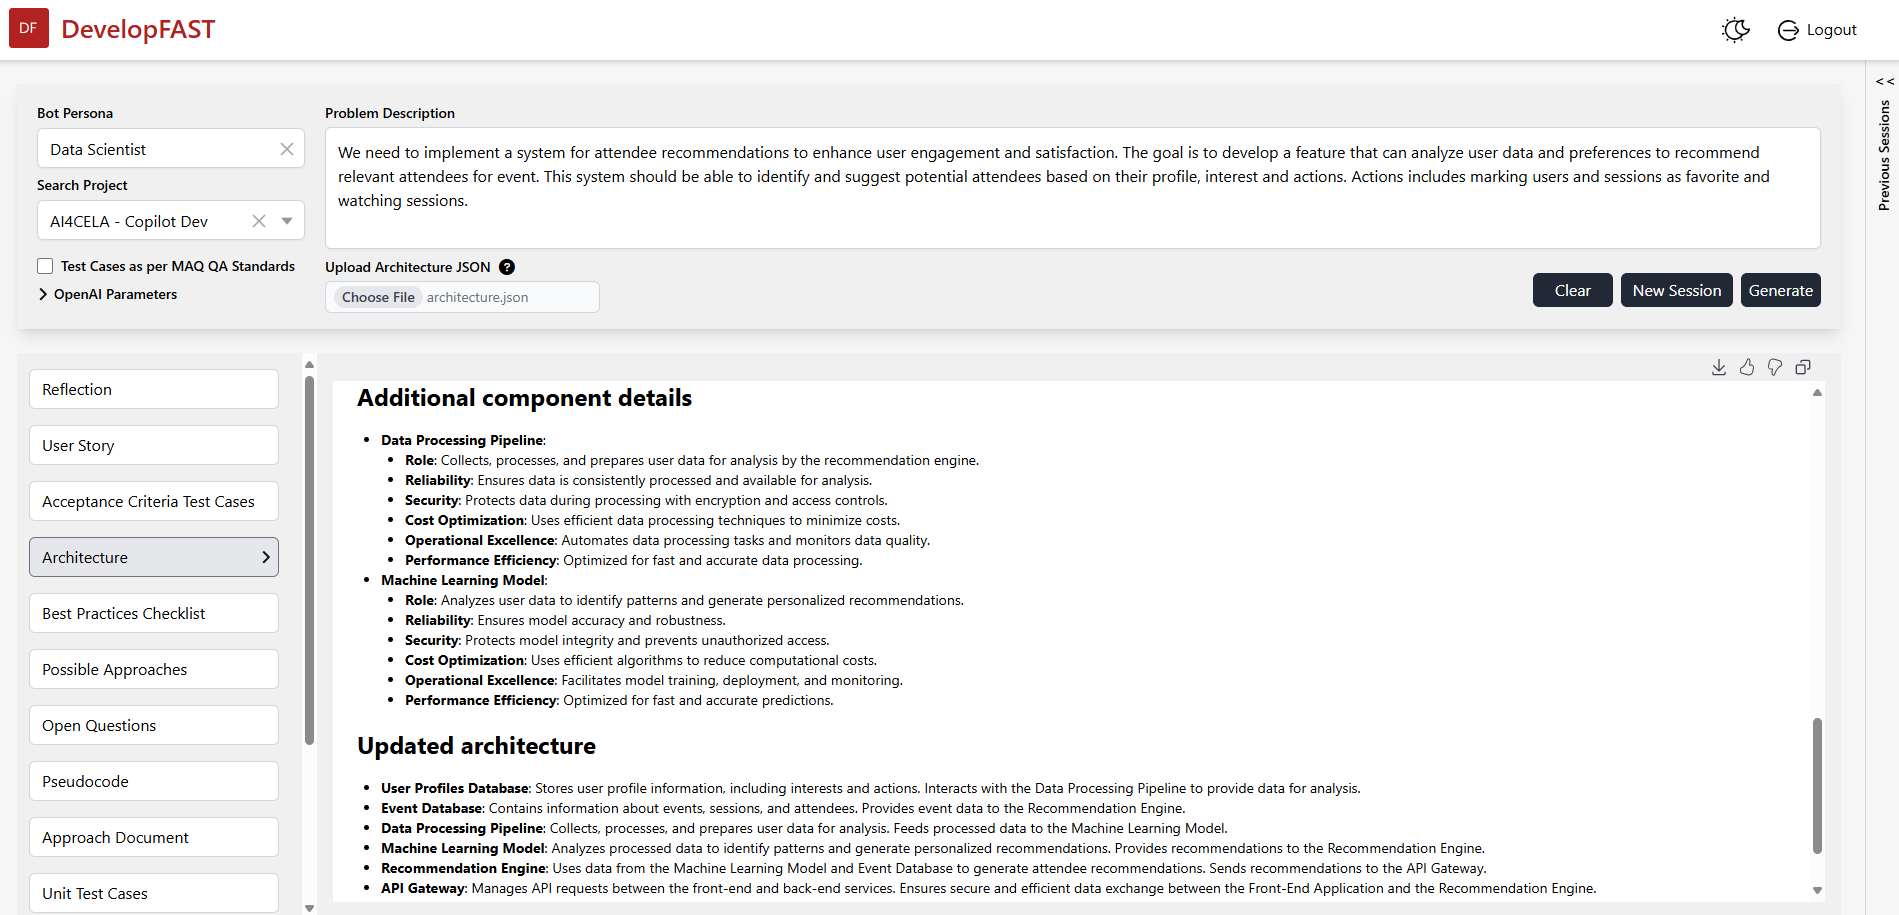 DF
DevelopFAST
Logout
Bot Persona
Data Scientist
Search Project
AI4CELA - Copilot Dev
Test Cases as per MAQ QA Standards
OpenAI Parameters
Problem Description
We need to implement a system for attendee recommendations to enhance user engagement and satisfaction. The goal is to develop a feature that can analyze user data and preferences to recommend
relevant attendees for event. This system should be able to identify and suggest potential attendees based on their profile, interest and actions. Actions includes marking users and sessions as favorite and
watching sessions.
Upload Architecture JSON ?
Choose File architecture.json
Clear
New Session
Generate
<<
Previous Sessions
Reflection
User Story
Acceptance Criteria Test Cases
Architecture
Best Practices Checklist
Possible Approaches
Open Questions
Pseudocode
Approach Document
Unit Test Cases
Additional component details
• Data Processing Pipeline:
• Role: Collects, processes, and prepares user data for analysis by the recommendation engine.
• Reliability: Ensures data is consistently processed and available for analysis.
• Security: Protects data during processing with encryption and access controls.
• Cost Optimization: Uses efficient data processing techniques to minimize costs.
• Operational Excellence: Automates data processing tasks and monitors data quality.
• Performance Efficiency: Optimized for fast and accurate data processing.
• Machine Learning Model:
• Role: Analyzes user data to identify patterns and generate personalized recommendations.
• Reliability: Ensures model accuracy and robustness.
• Security: Protects model integrity and prevents unauthorized access.
• Cost Optimization: Uses efficient algorithms to reduce computational costs.
• Operational Excellence: Facilitates model training, deployment, and monitoring.
• Performance Efficiency: Optimized for fast and accurate predictions.
Updated architecture
• User Profiles Database: Stores user profile information, including interests and actions. Interacts with the Data Processing Pipeline to provide data for analysis.
• Event Database: Contains information about events, sessions, and attendees. Provides event data to the Recommendation Engine.
• Data Processing Pipeline: Collects, processes, and prepares user data for analysis. Feeds processed data to the Machine Learning Model.
• Machine Learning Model: Analyzes processed data to identify patterns and generate personalized recommendations. Provides recommendations to the Recommendation Engine.
• Recommendation Engine: Uses data from the Machine Learning Model and Event Database to generate attendee recommendations. Sends recommendations to the API Gateway.
• API Gateway: Manages API requests between the front-end and back-end services. Ensures secure and efficient data exchange between the Front-End Application and the Recommendation Engine.